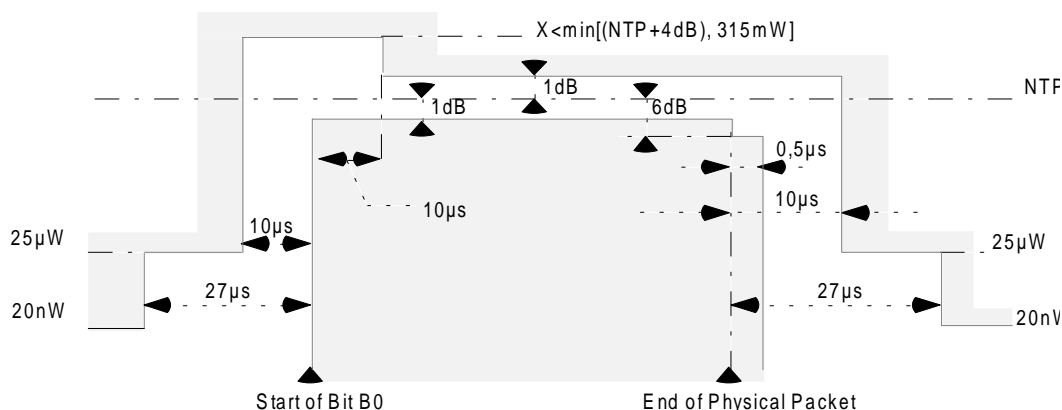 X<min[(NTP+4dB), 315mW]
NTP
1dB
1dB
6dB
0,5µs
10µs
10µs
10µs
25µW
25µW
27µs
27µs
20nW
20nW
Start of Bit B0
End of Physical Packet